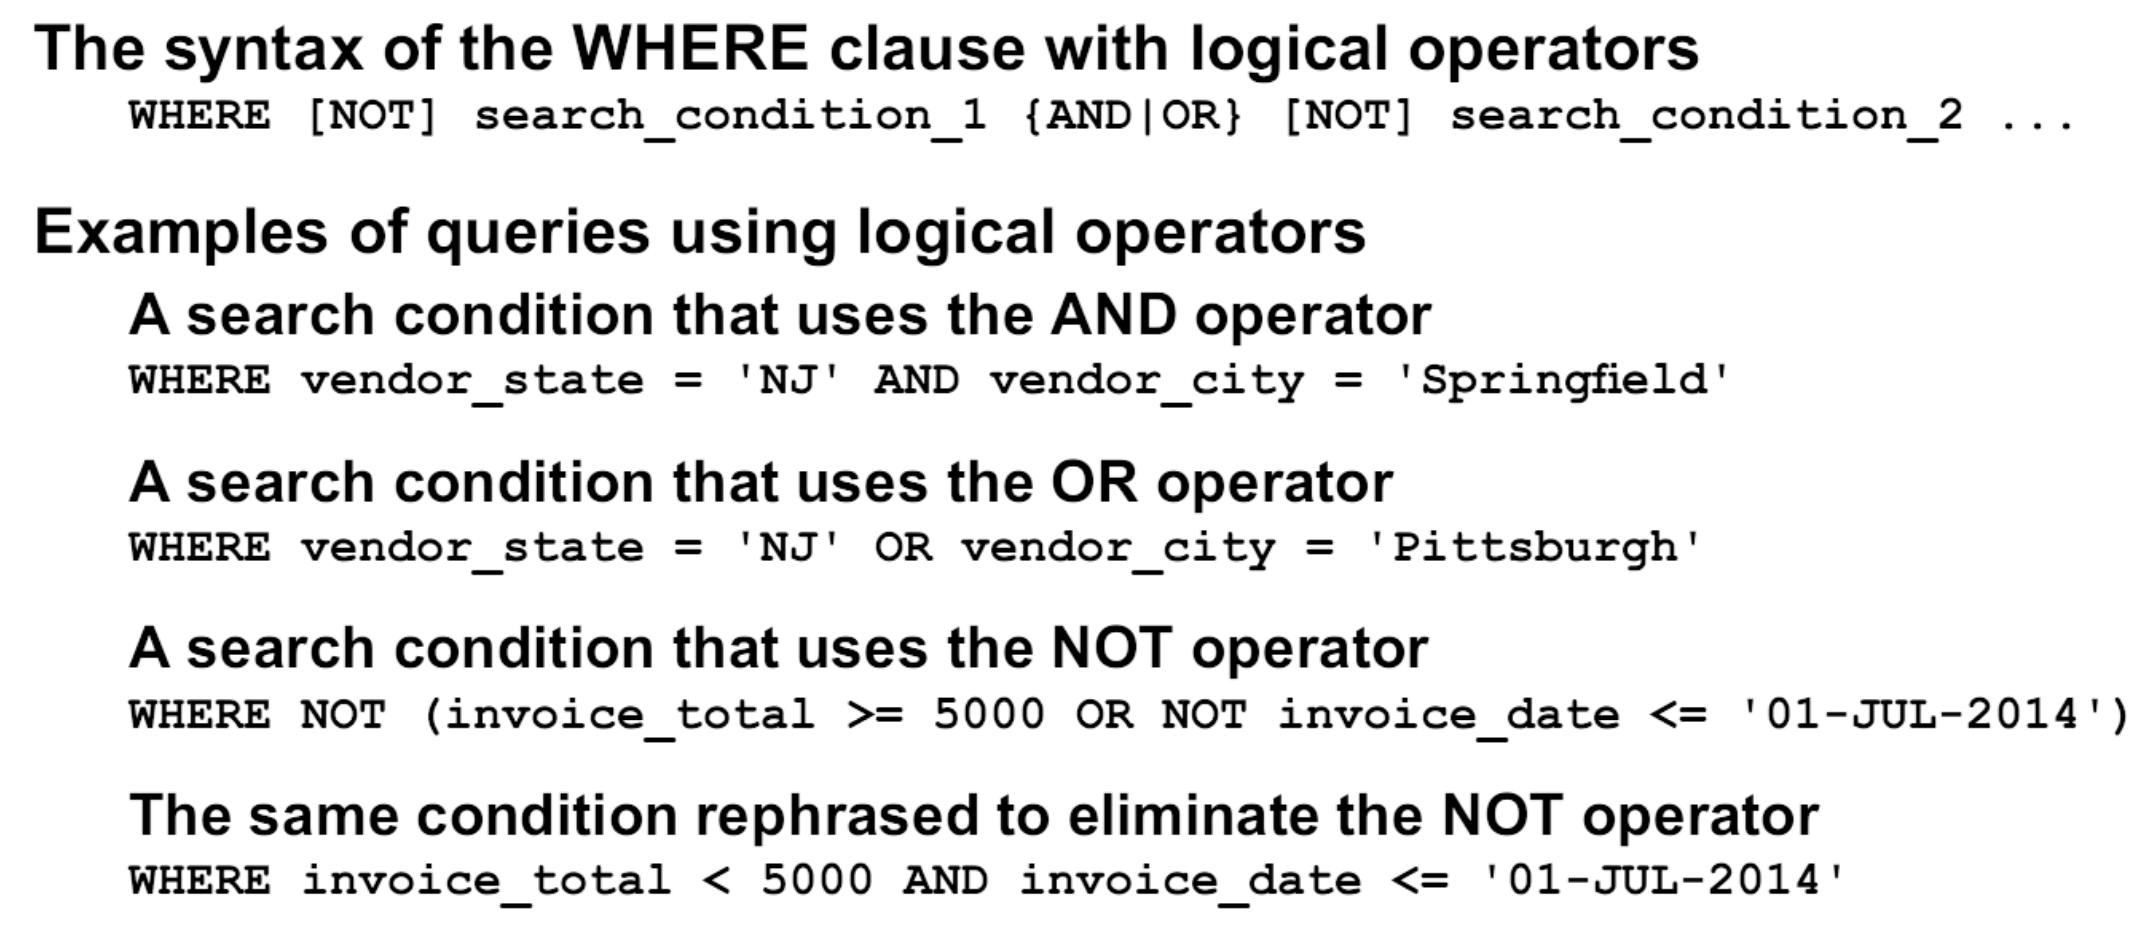 The syntax of the WHERE clause with logical operators
WHERE [NOT] search_condition_1 {AND|OR} [NOT] search_condition_2 ...
Examples of queries using logical operators
A search condition that uses the AND operator
WHERE vendor_state = 'NJ' AND vendor_city = 'Springfield'
A search condition that uses the OR operator
WHERE vendor_state = 'NJ' OR vendor_city = 'Pittsburgh'
A search condition that uses the NOT operator
WHERE NOT (invoice_total >= 5000 OR NOT invoice_date <= '01-JUL-2014')
The same condition rephrased to eliminate the NOT operator
WHERE invoice_total < 5000 AND invoice_date <= '01-JUL-2014'